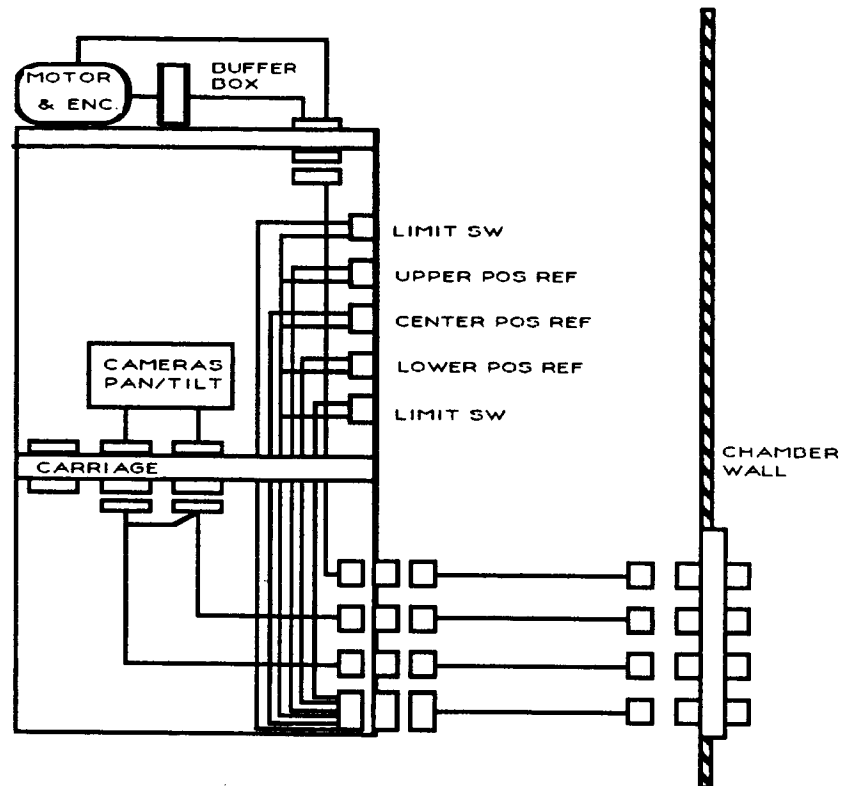 MOTOR
& ENC.
BUFFER
BOX
LIMIT SW
UPPER POS REF
CENTER POS REF
LOWER POS REF
LIMIT SW
CAMERAS
PAN/TILT
CARRIAGE
CHAMBER
WALL